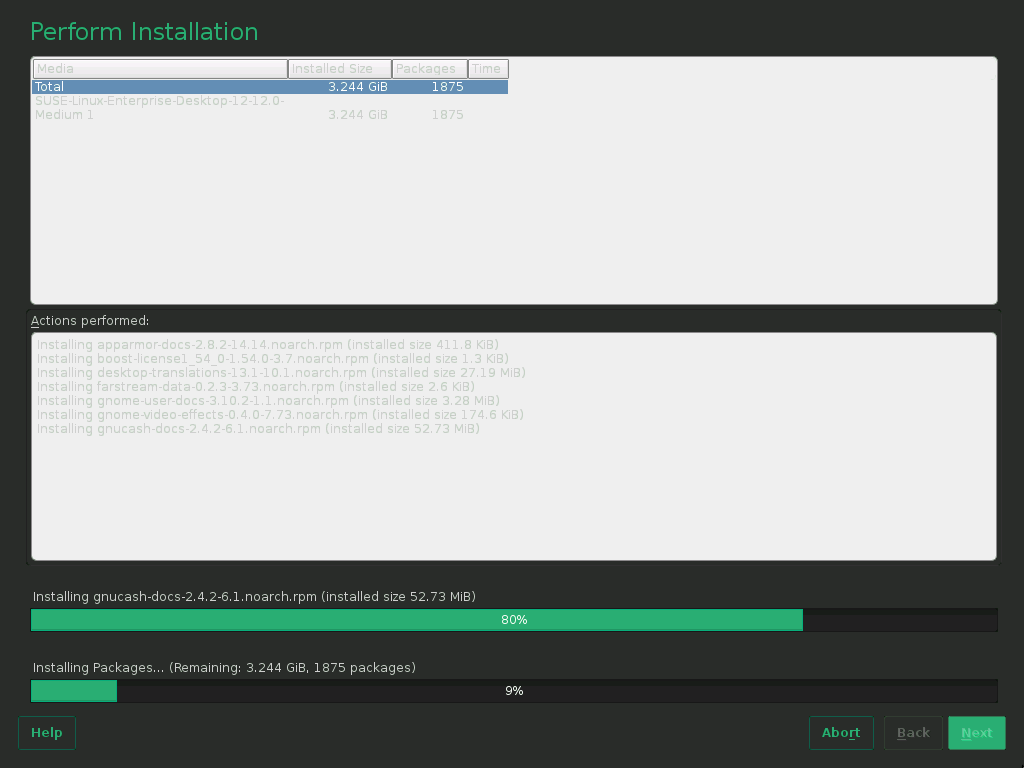 Perform Installation
Media Installed Size Packages Time
Total 3.244 GiB 1875
SUSE-Linux-Enterprise-Desktop-12-12.0-
Medium 1 3.244 GiB 1875
Actions performed:
Installing apparmor-docs-2.8.2-14.14.noarch.rpm (installed size 411.8 KiB)
Installing boost-license1_54_0-1.54.0-3.7.noarch.rpm (installed size 1.3 KiB)
Installing desktop-translations-13.1-10.1.noarch.rpm (installed size 27.19 MiB)
Installing farstream-data-0.2.3-3.73.noarch.rpm (installed size 2.6 KiB)
Installing gnome-user-docs-3.10.2-1.1.noarch.rpm (installed size 3.28 MiB)
Installing gnome-video-effects-0.4.0-7.73.noarch.rpm (installed size 174.6 KiB)
Installing gnucash-docs-2.4.2-6.1.noarch.rpm (installed size 52.73 MiB)
Installing gnucash-docs-2.4.2-6.1.noarch.rpm (installed size 52.73 MiB)
80%
Installing Packages... (Remaining: 3.244 GiB, 1875 packages)
9%
Help Abort Back Next